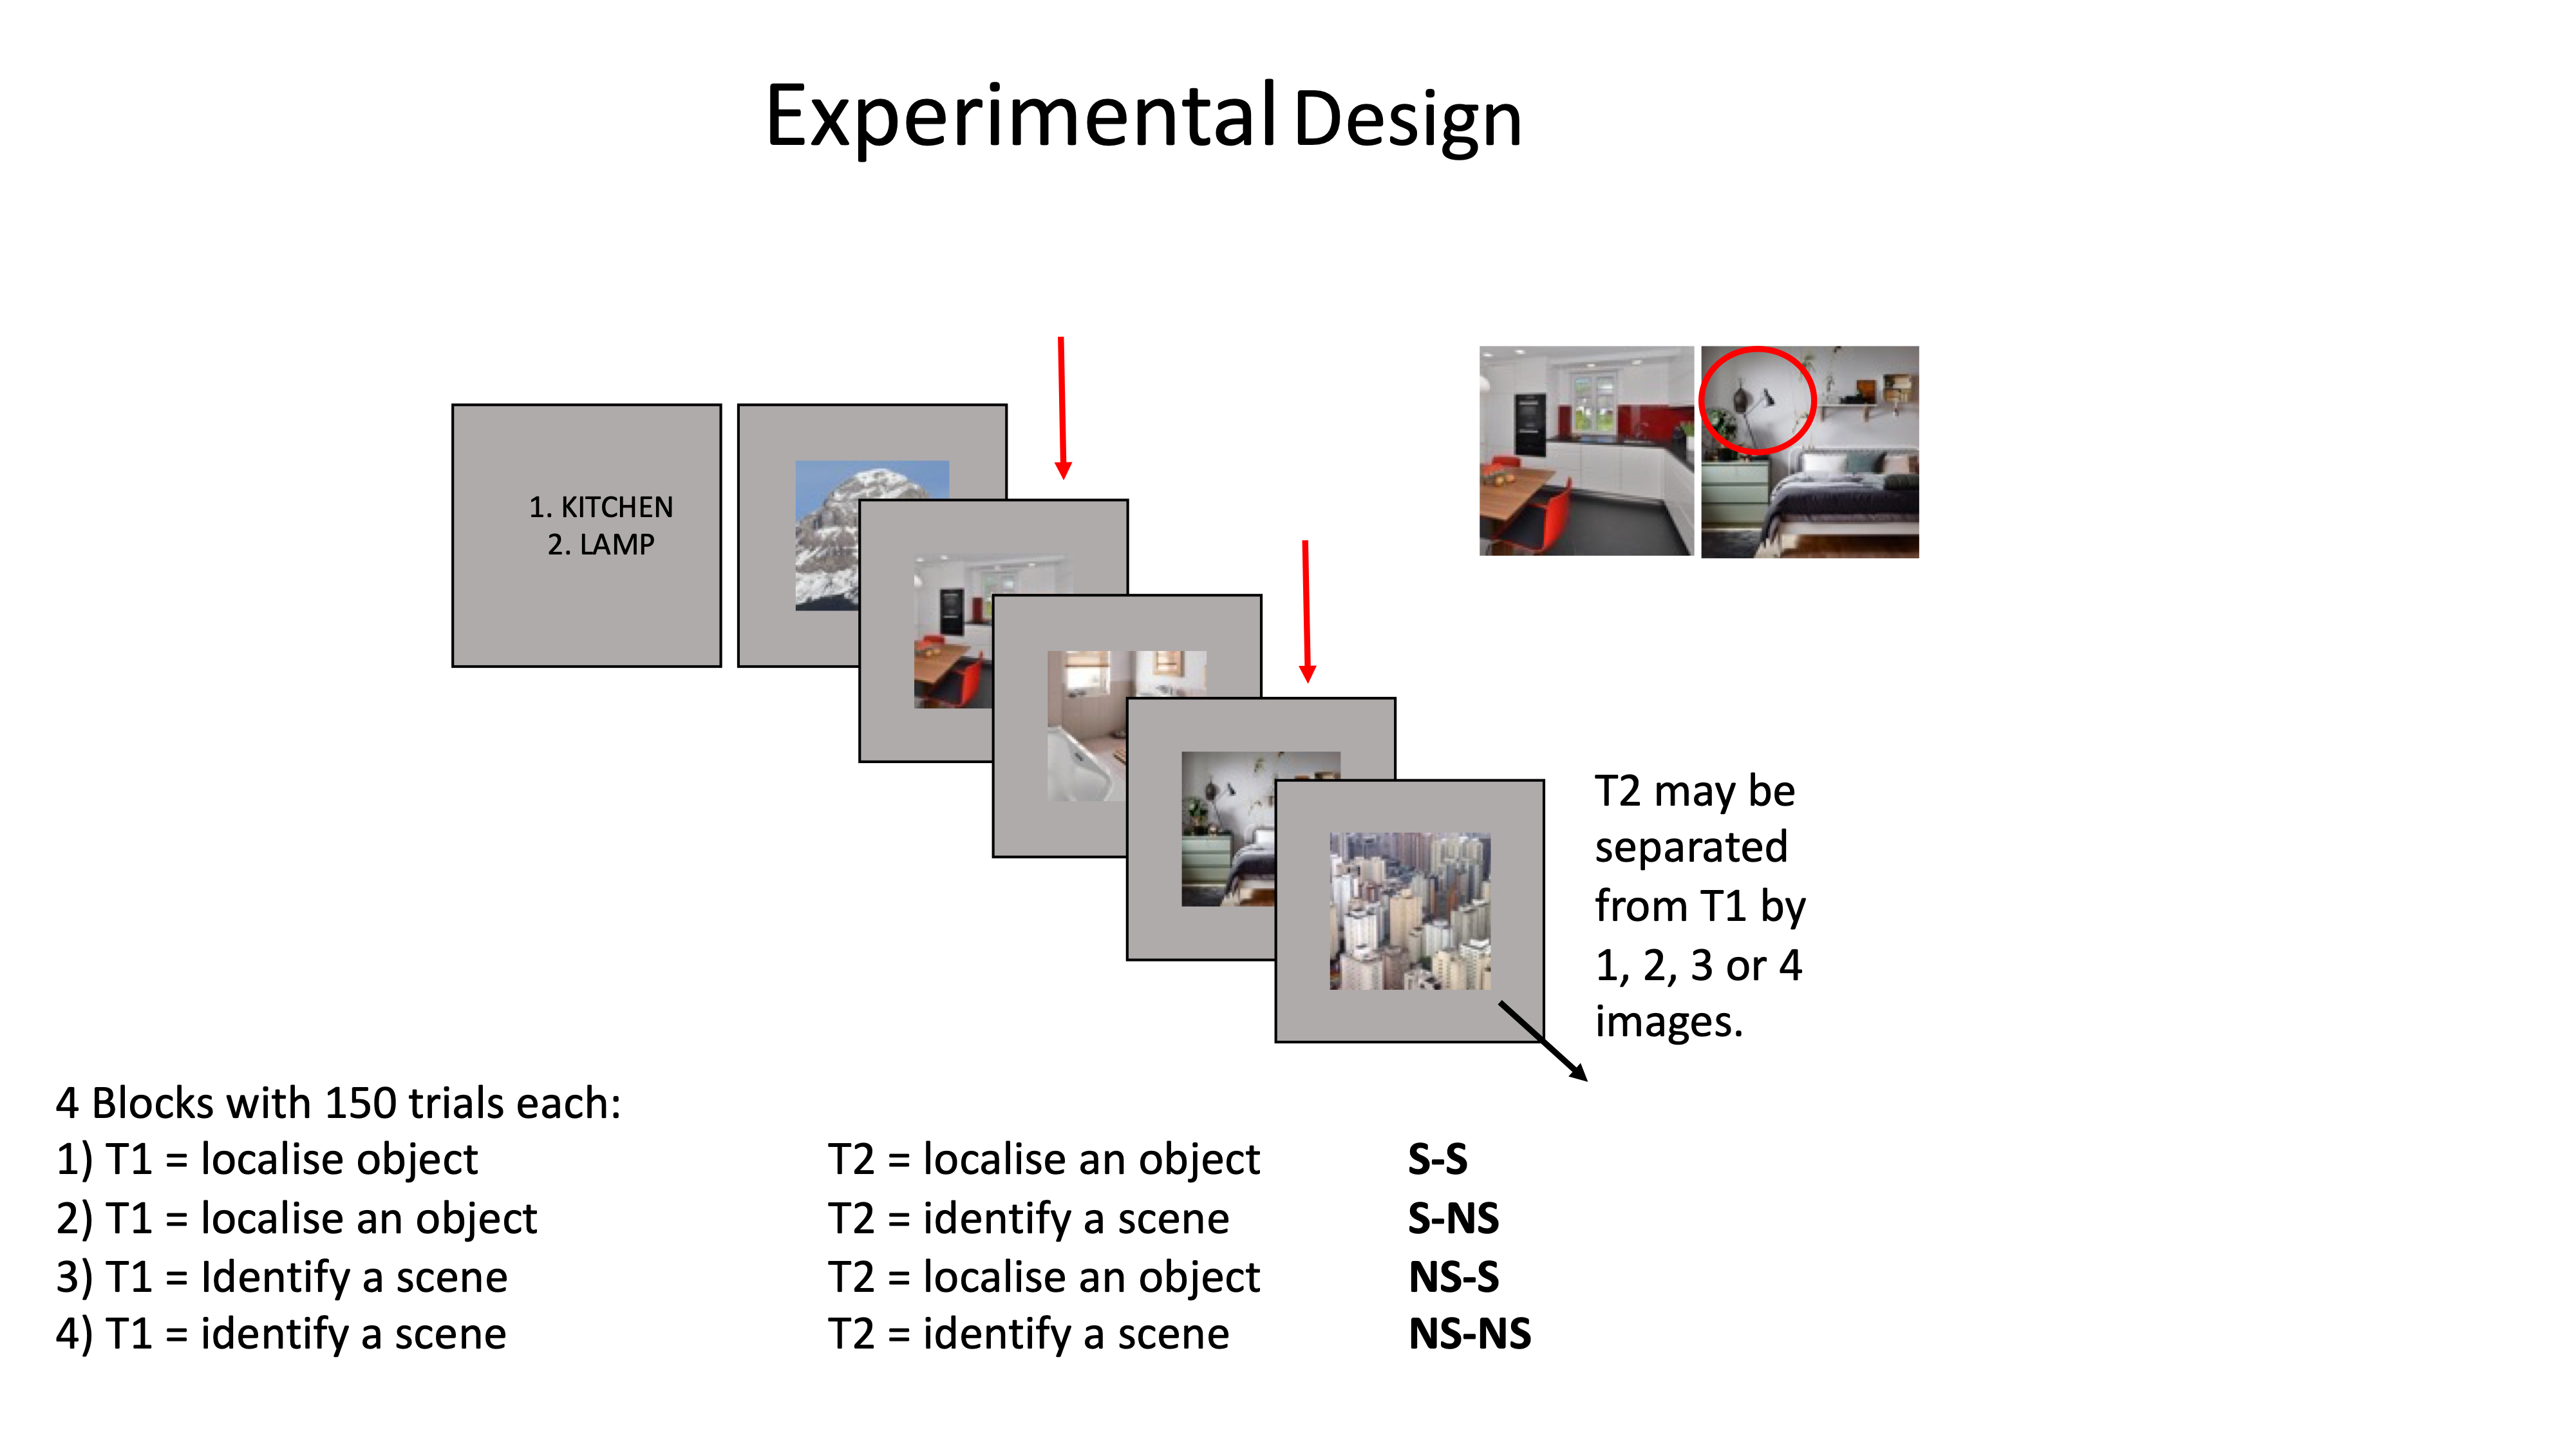 Experimental Design
1. KITCHEN
2. LAMP
T2 may be
separated
from T1 by
1, 2, 3 or 4
images.
4 Blocks with 150 trials each:
1) T1 = localise object T2 = localise an object S-S
2) T1 = localise an object T2 = identify a scene S-NS
3) T1 = Identify a scene T2 = localise an object NS-S
4) T1 = identify a scene T2 = identify a scene NS-NS